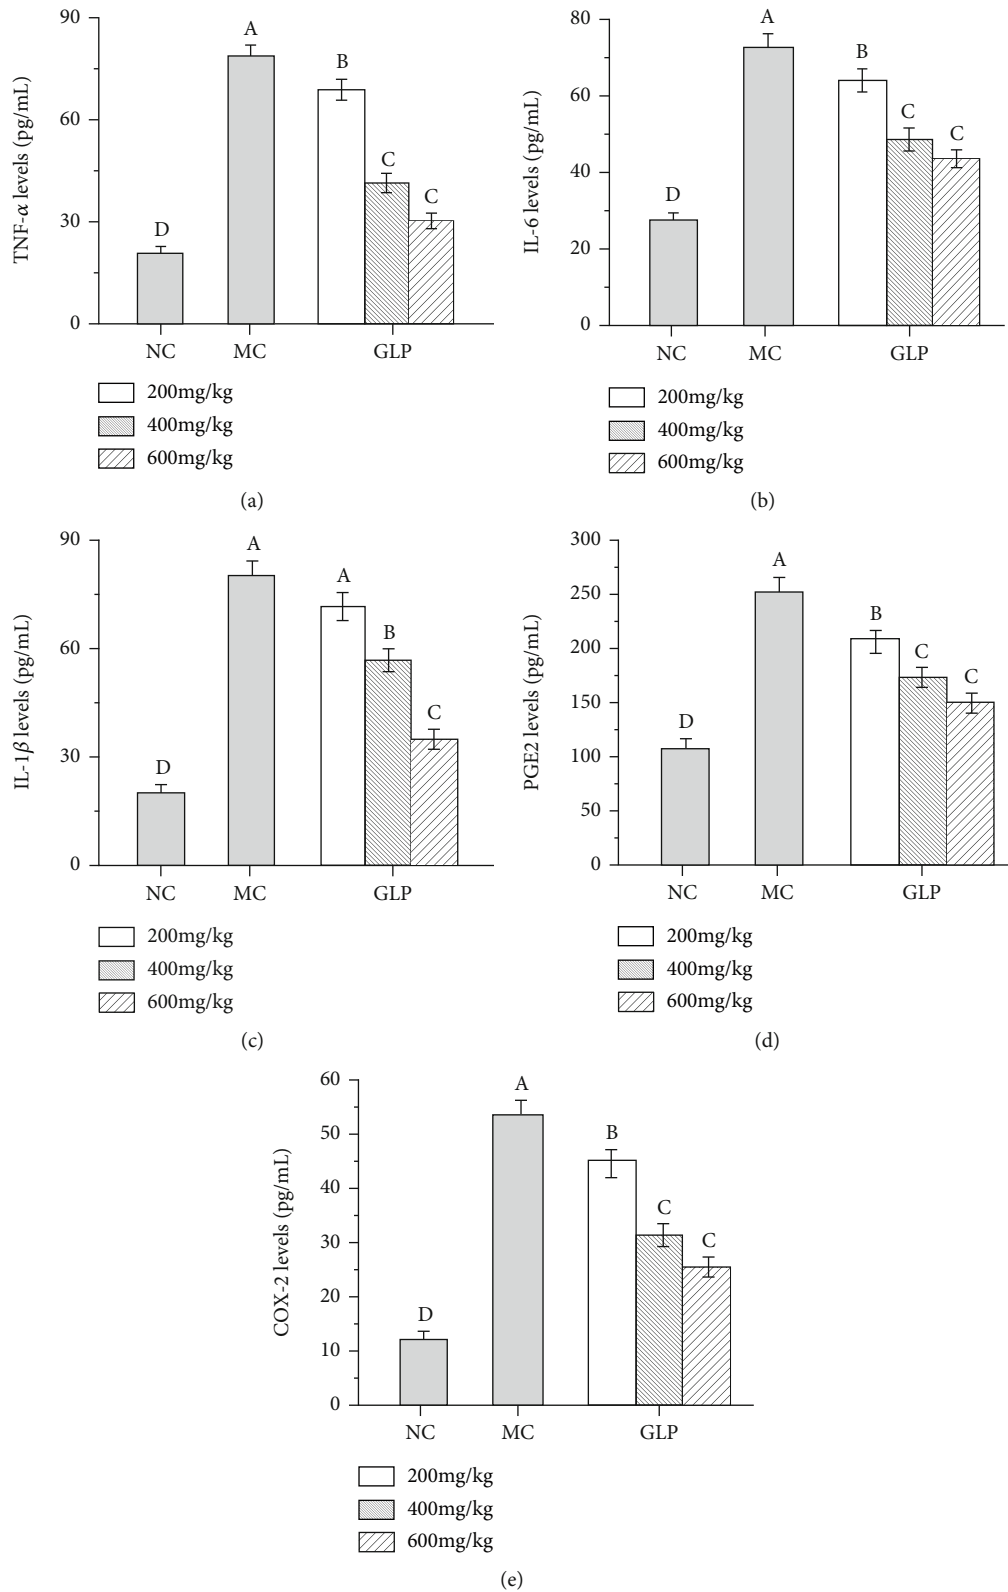 TNF-α levels (pg/mL)
90
60
30
0
D
A
B
C
C
NC MC GLP
200mg/kg
400mg/kg
600mg/kg
(a)
IL-6 levels (pg/mL)
80
60
40
20
0
D
A
B
C
C
NC MC GLP
200mg/kg
400mg/kg
600mg/kg
(b)
IL-1β levels (pg/mL)
90
60
30
0
D
A
A
B
C
NC MC GLP
200mg/kg
400mg/kg
600mg/kg
(c)
PGE2 levels (pg/mL)
300
250
200
150
100
50
0
D
A
B
C
C
NC MC GLP
200mg/kg
400mg/kg
600mg/kg
(d)
COX-2 levels (pg/mL)
60
50
40
30
20
10
0
D
A
B
C
C
NC MC GLP
200mg/kg
400mg/kg
600mg/kg
(e)